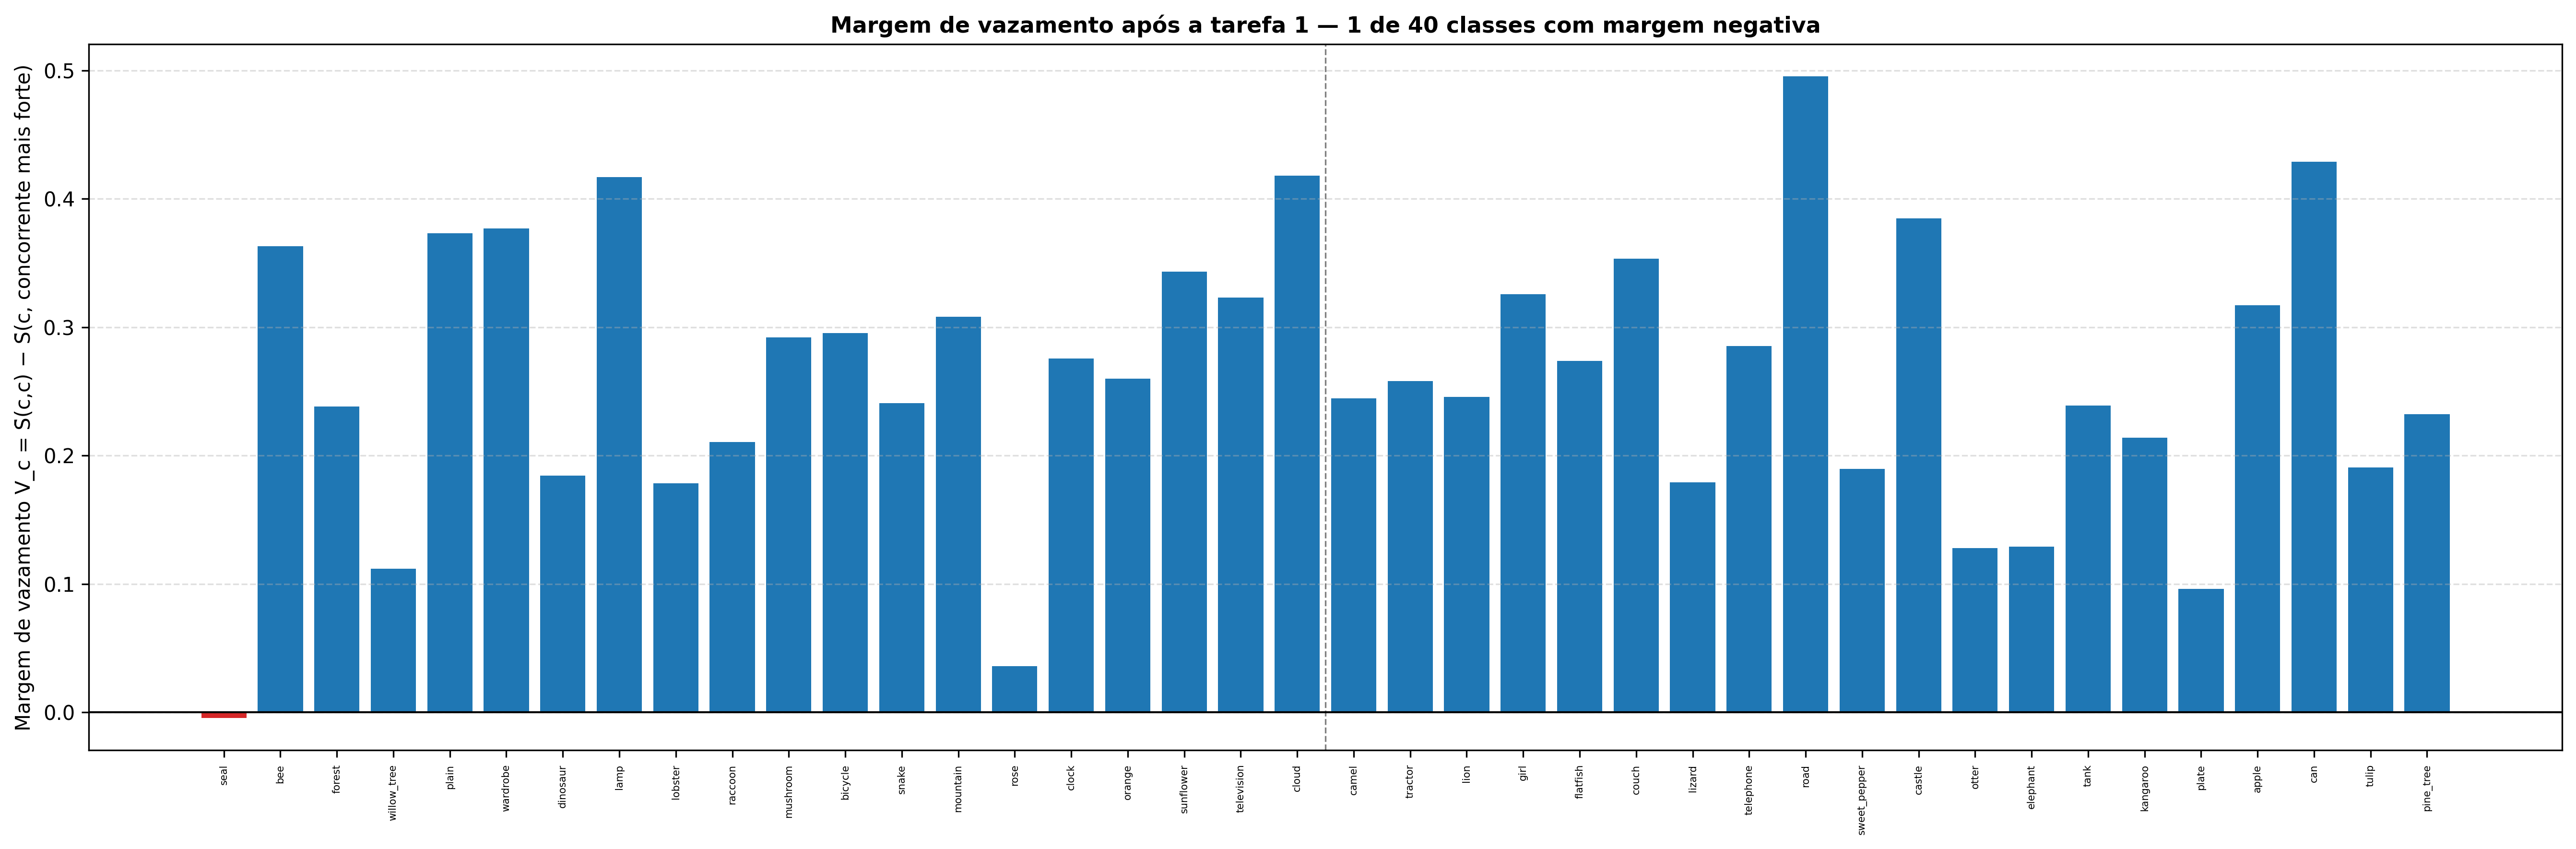 Margem de vazamento após a tarefa 1 — 1 de 40 classes com margem negativa
Margem de vazamento V_c = S(c,c) − S(c, concorrente mais forte)
0.5
0.4
0.3
0.2
0.1
0.0
seal
bee
forest
willow_tree
plain
wardrobe
dinosaur
lamp
lobster
raccoon
mushroom
bicycle
snake
mountain
rose
clock
orange
sunflower
television
cloud
camel
tractor
lion
girl
flatfish
couch
lizard
telephone
road
sweet_pepper
castle
otter
elephant
tank
kangaroo
plate
apple
can
tulip
pine_tree